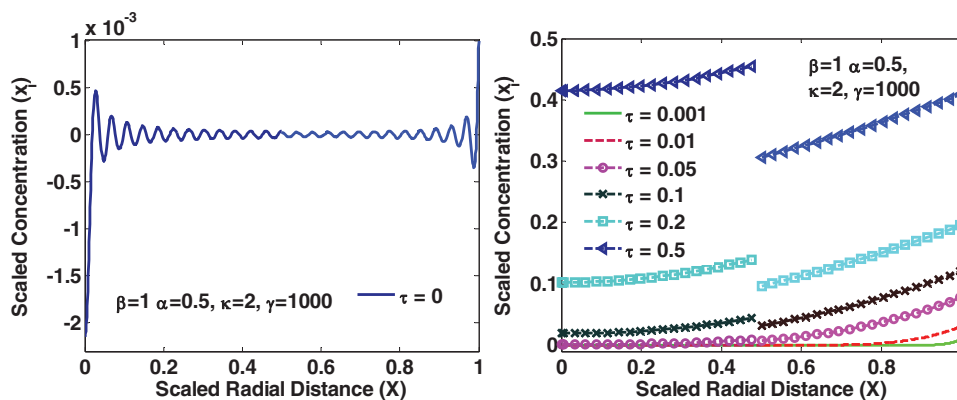 x 10⁻³
1
0.5
0
-0.5
-1
-1.5
-2
Scaled Concentration (xᵢ)
β=1 α=0.5, κ=2, γ=1000
τ = 0
0 0.2 0.4 0.6 0.8 1
Scaled Radial Distance (X)
0.5
0.4
0.3
0.2
0.1
0
Scaled Concentration (xᵢ)
β=1 α=0.5,
κ=2, γ=1000
τ = 0.001
τ = 0.01
τ = 0.05
τ = 0.1
τ = 0.2
τ = 0.5
0 0.2 0.4 0.6 0.8
Scaled Radial Distance (X)